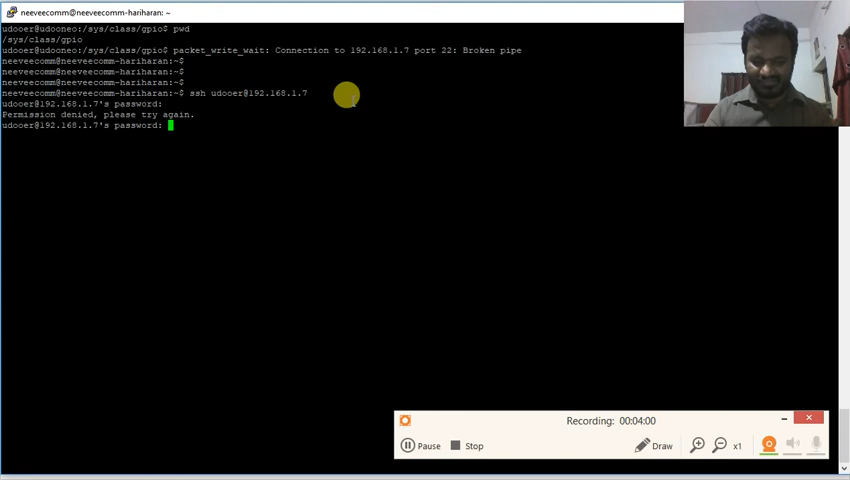 neeveecomm@neeveecomm-hariharan: ~
udooer@udooneo:/sys/class/gpio$ pwd
/sys/class/gpio
udooer@udooneo:/sys/class/gpio$ packet_write_wait: Connection to 192.168.1.7 port 22: Broken pipe
neeveecomm@neeveecomm-hariharan:~$
neeveecomm@neeveecomm-hariharan:~$
neeveecomm@neeveecomm-hariharan:~$
neeveecomm@neeveecomm-hariharan:~$ ssh udooer@192.168.1.7
udooer@192.168.1.7's password:
Permission denied, please try again.
udooer@192.168.1.7's password:
Recording: 00:04:00
Pause Stop Draw x1